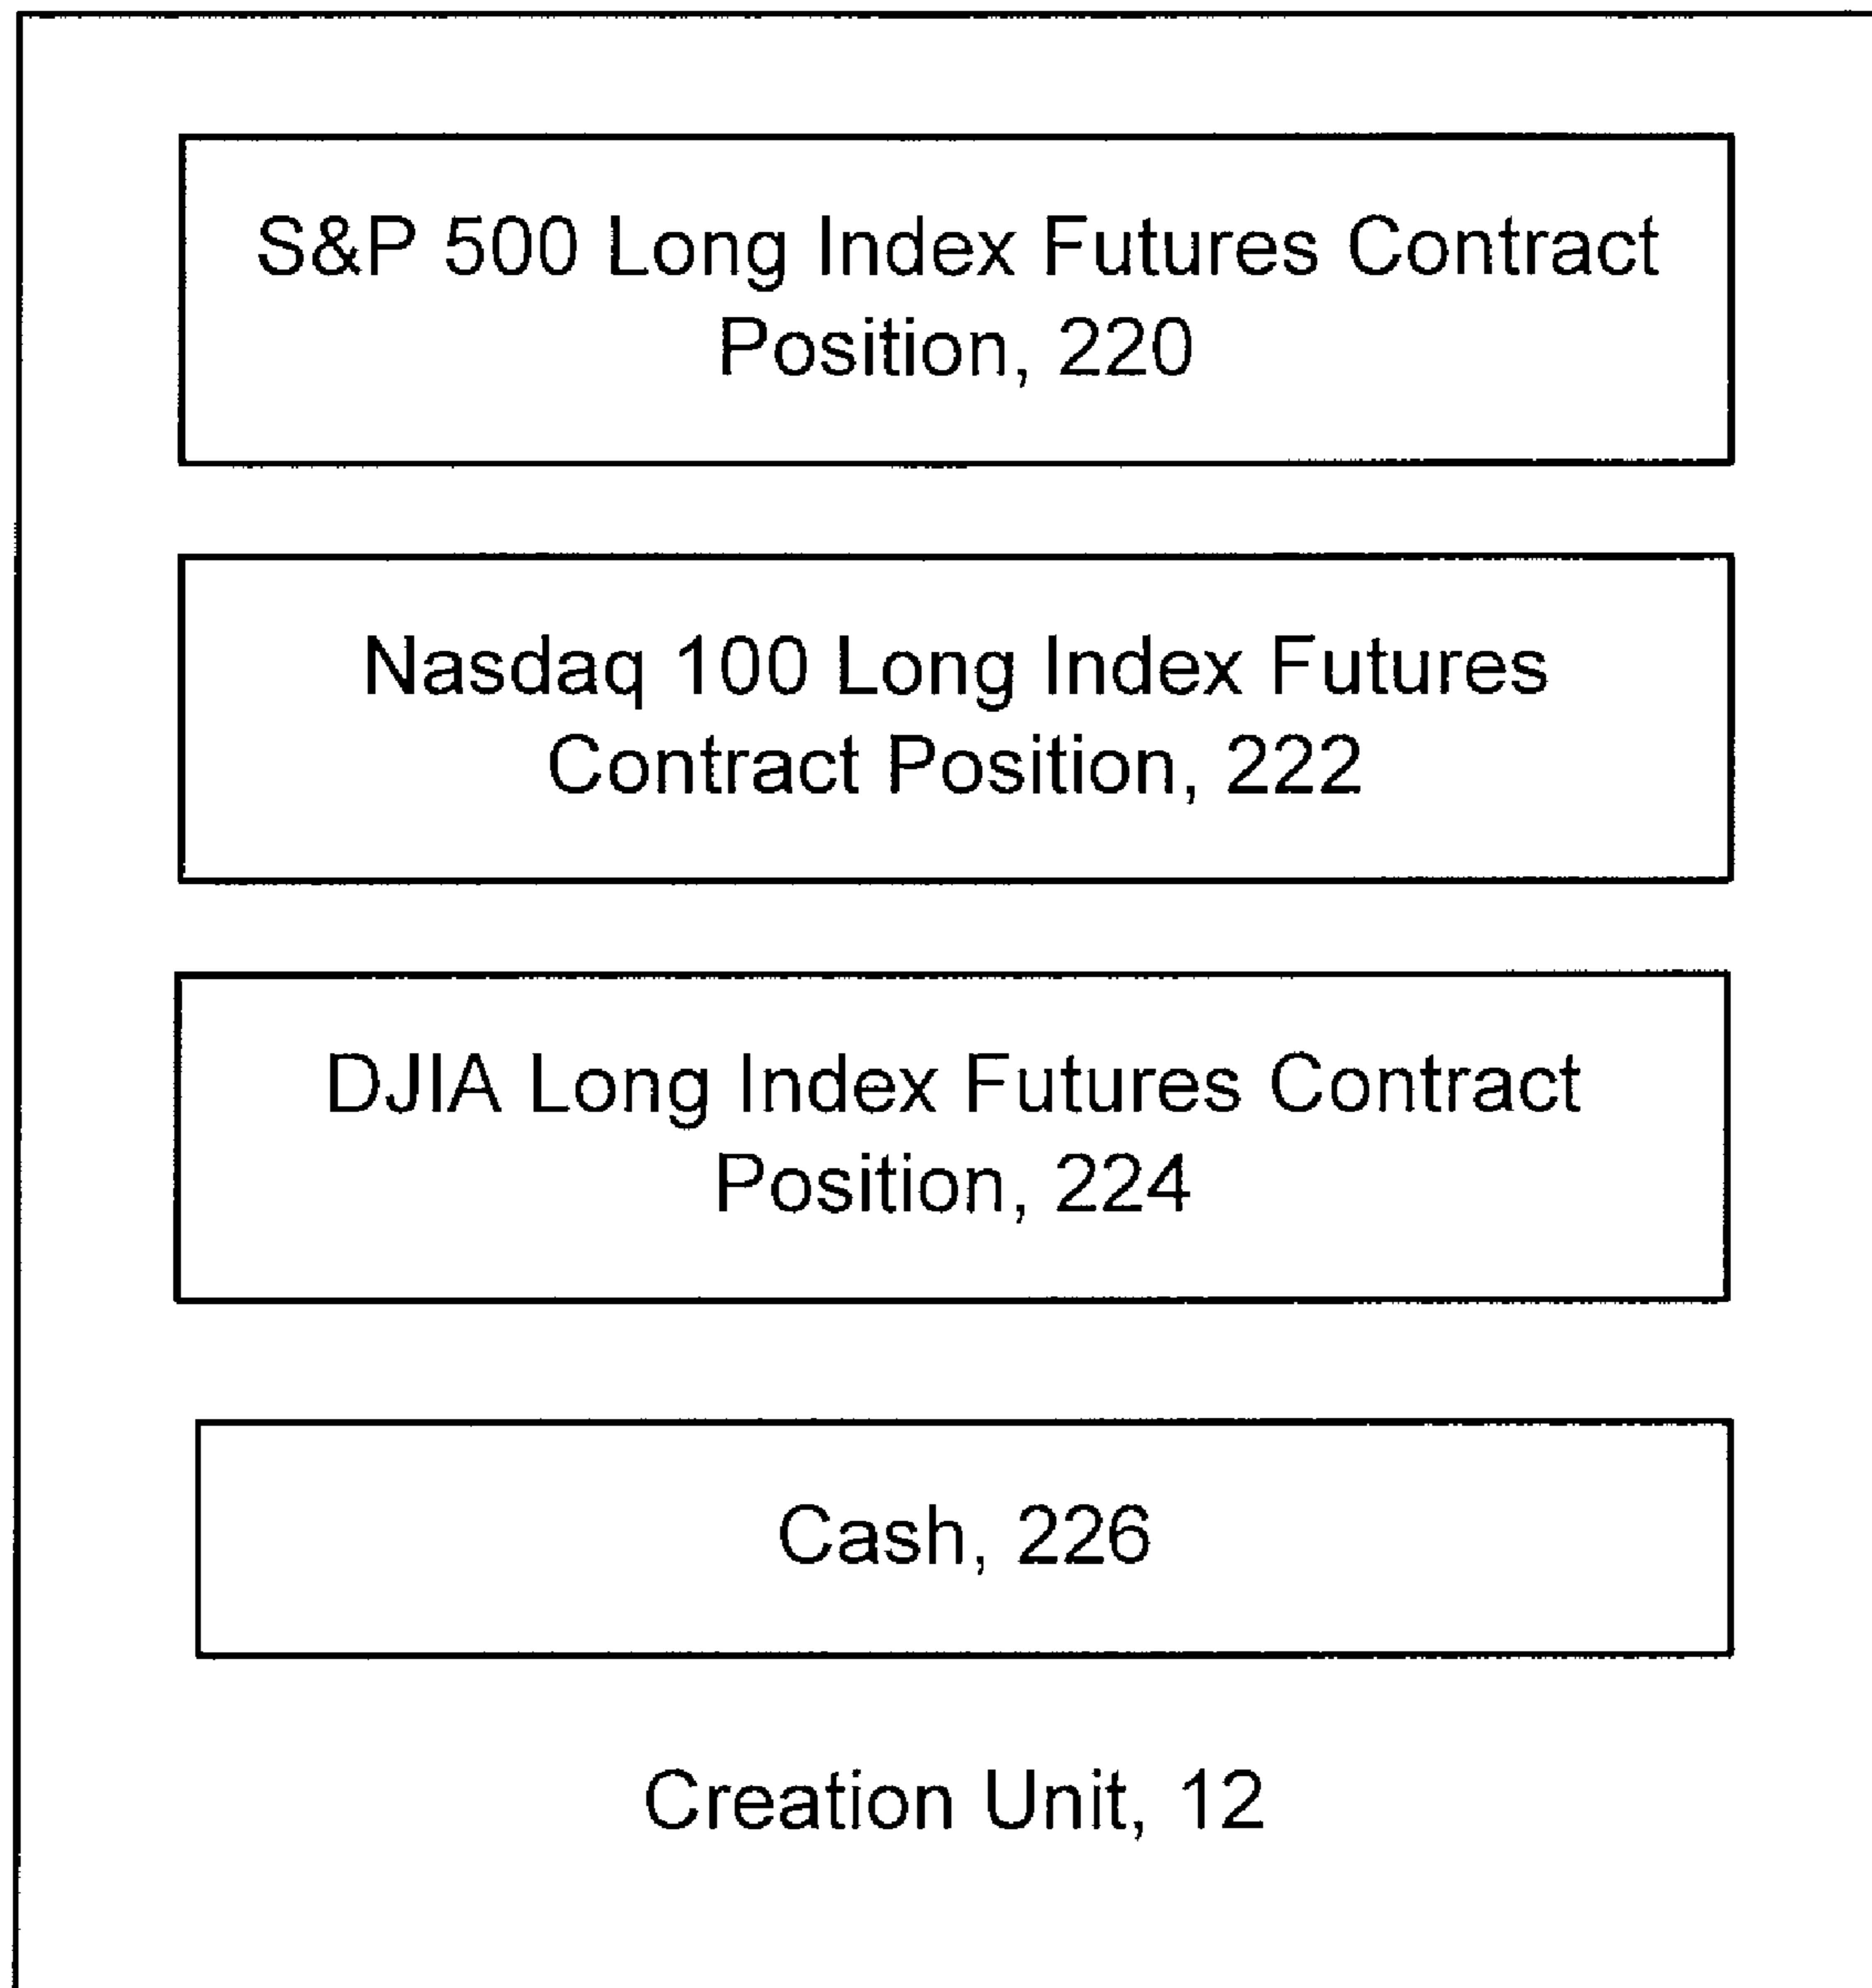 S&P 500 Long Index Futures Contract
Position, 220
Nasdaq 100 Long Index Futures
Contract Position, 222
DJIA Long Index Futures Contract
Position, 224
Cash, 226
Creation Unit, 12